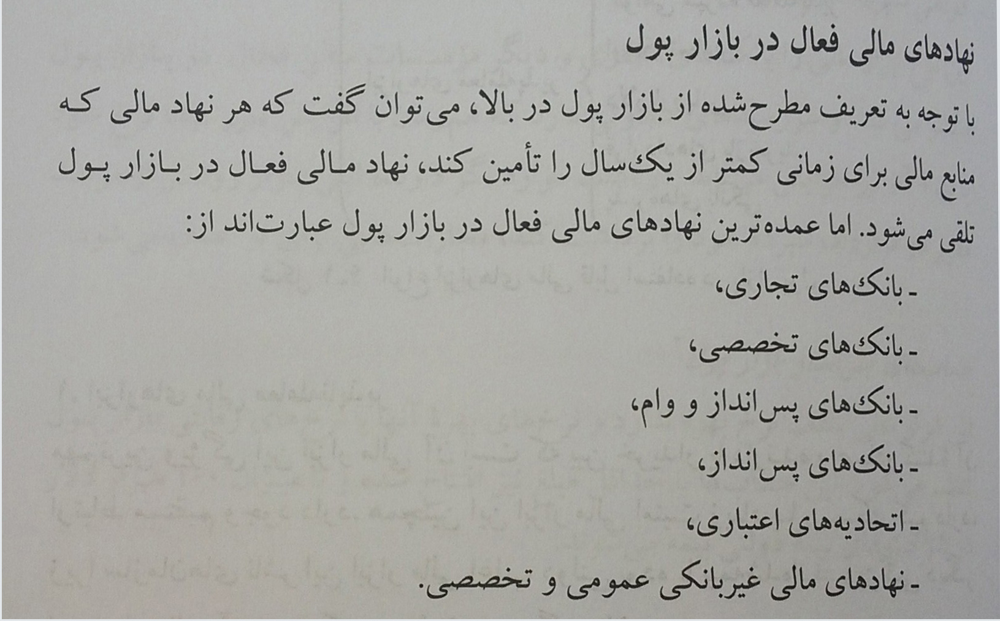 نهادهای مالی فعال در بازار پول
با توجه به تعریف مطرح‌شده از بازار پول در بالا، می‌توان گفت که هر نهاد مالی که
منابع مالی برای زمانی کمتر از یک‌سال را تأمین کند، نهاد مالی فعال در بازار پول
تلقی می‌شود. اما عمده‌ترین نهادهای مالی فعال در بازار پول عبارت‌اند از:
- بانک‌های تجاری،
- بانک‌های تخصصی،
- بانک‌های پس‌انداز و وام،
- بانک‌های پس‌انداز،
- اتحادیه‌های اعتباری،
- نهادهای مالی غیربانکی عمومی و تخصصی.